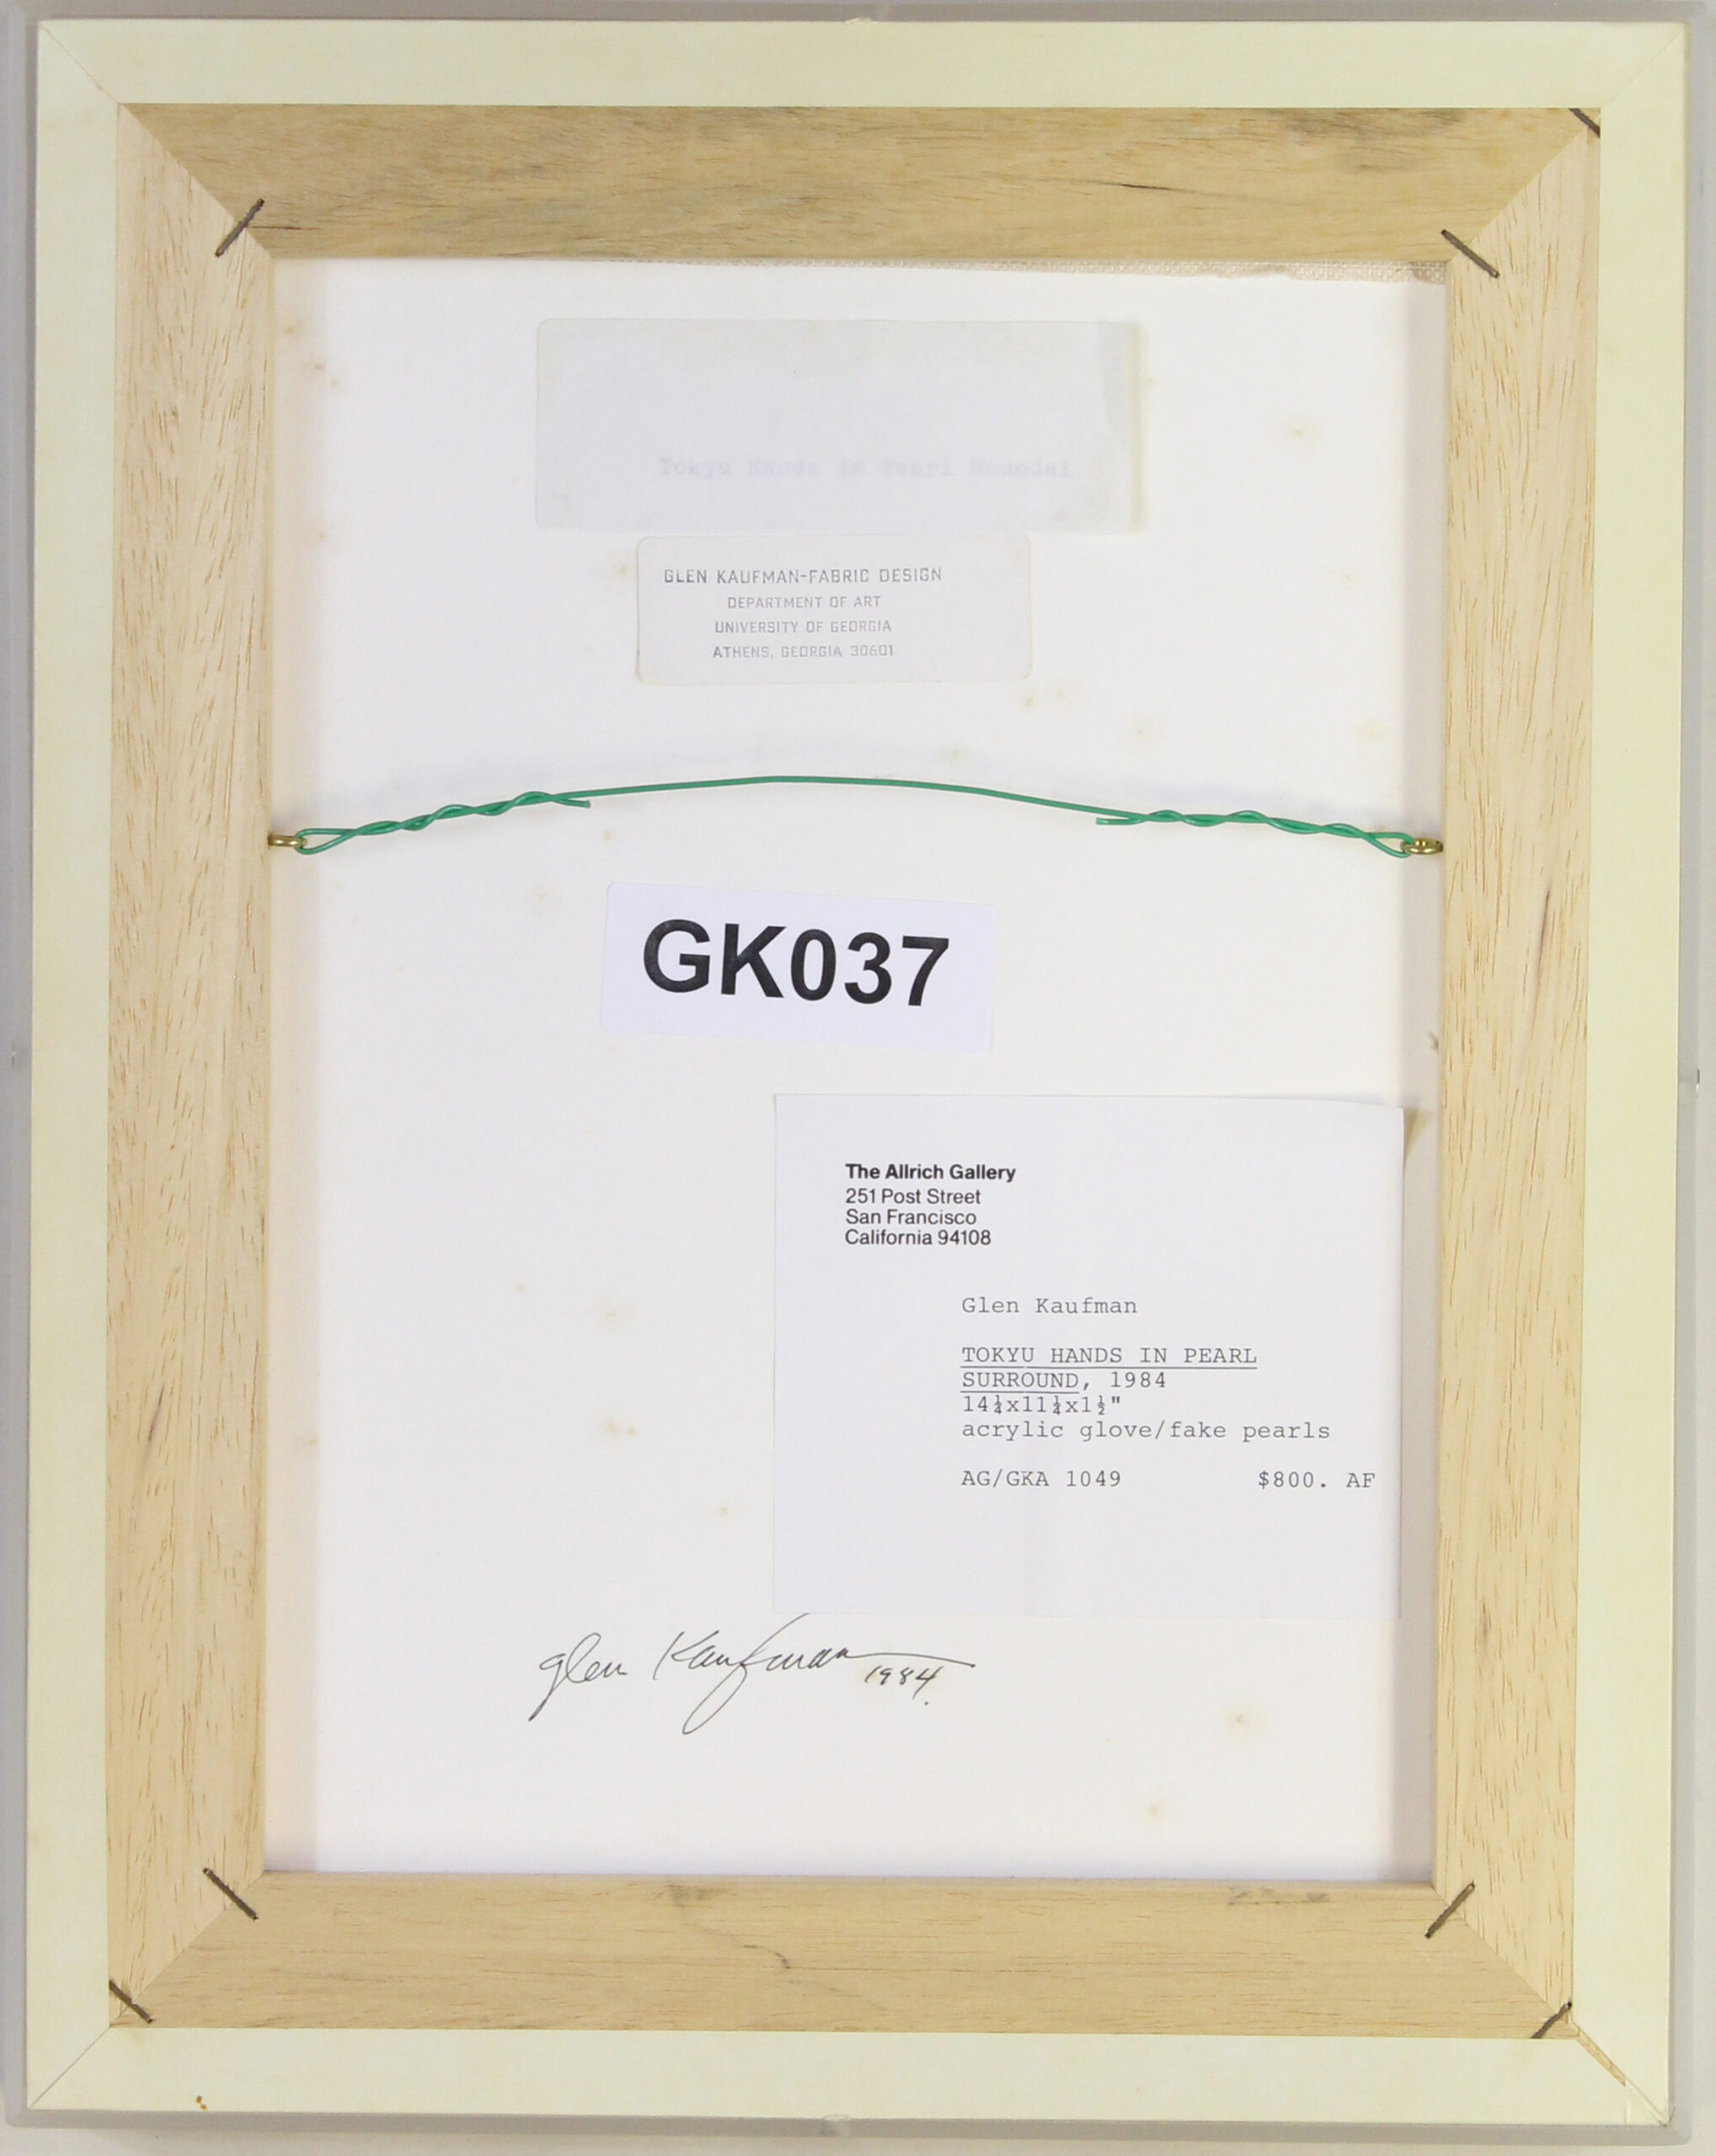 Tokyu Hands in Pearl Roundel
GLEN KAUFMAN-FABRIC DESIGN
DEPARTMENT OF ART
UNIVERSITY OF GEORGIA
ATHENS, GEORGIA 30601
GK037
The Allrich Gallery
251 Post Street
San Francisco
California 94108
Glen Kaufman
TOKYU HANDS IN PEARL
SURROUND, 1984
14¼x11¼x1½"
acrylic glove/fake pearls
AG/GKA 1049 $800. AF
glen Kaufman 1984.